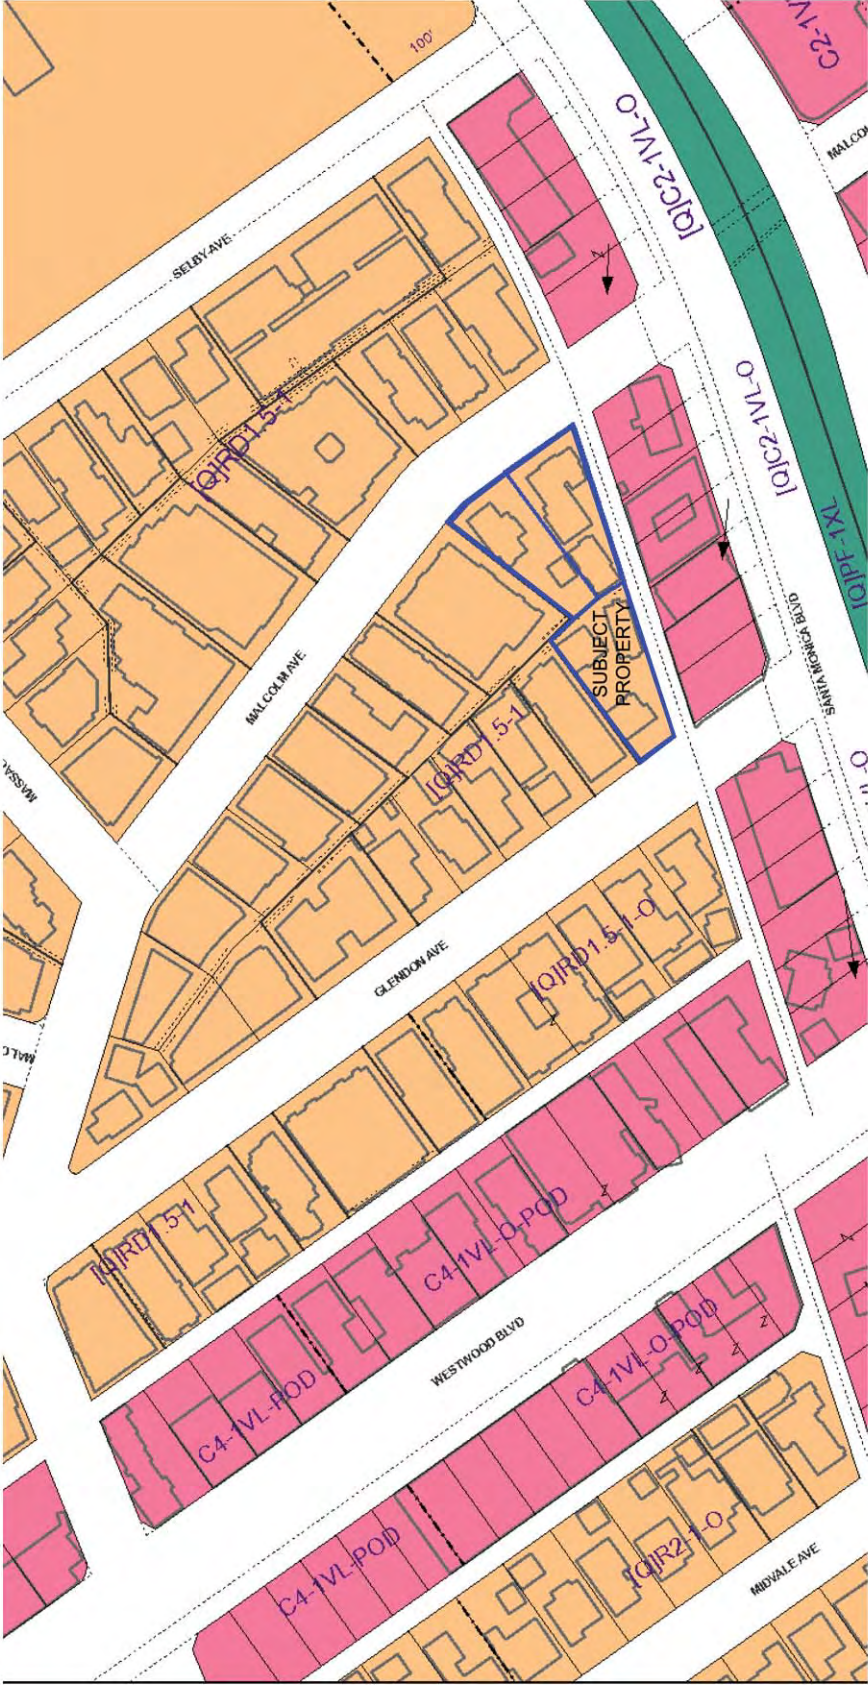 100'
C2-1V
MALCO
SELBY AVE
[Q]C2-1VL-O
[Q]RD1.5-1
[Q]C2-1VL-O
[Q]PF-1XL
SANTA MONICA BLVD
MALCOLM AVE
SUBJECT
PROPERTY
MASSAC
[Q]RD1.5-1
L-O
GLENDON AVE
[Q]RD1.5-1-O
MALC
[Q]RD1.5-1
C4-1VL-O-POD
WESTWOOD BLVD
C4-1VL-POD
C4-1VL-O-POD
C4-1VL-POD
[Q]R2-1-O
MIDVALE AVE